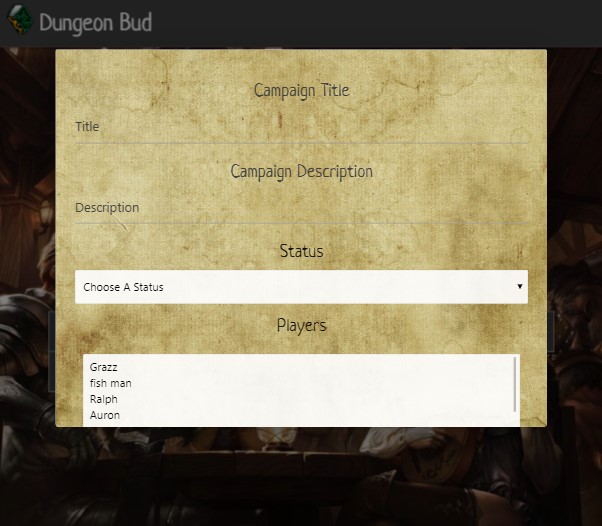 Dungeon Bud
Campaign Title
Title
Campaign Description
Description
Status
Choose A Status
Players
Grazz
fish man
Ralph
Auron